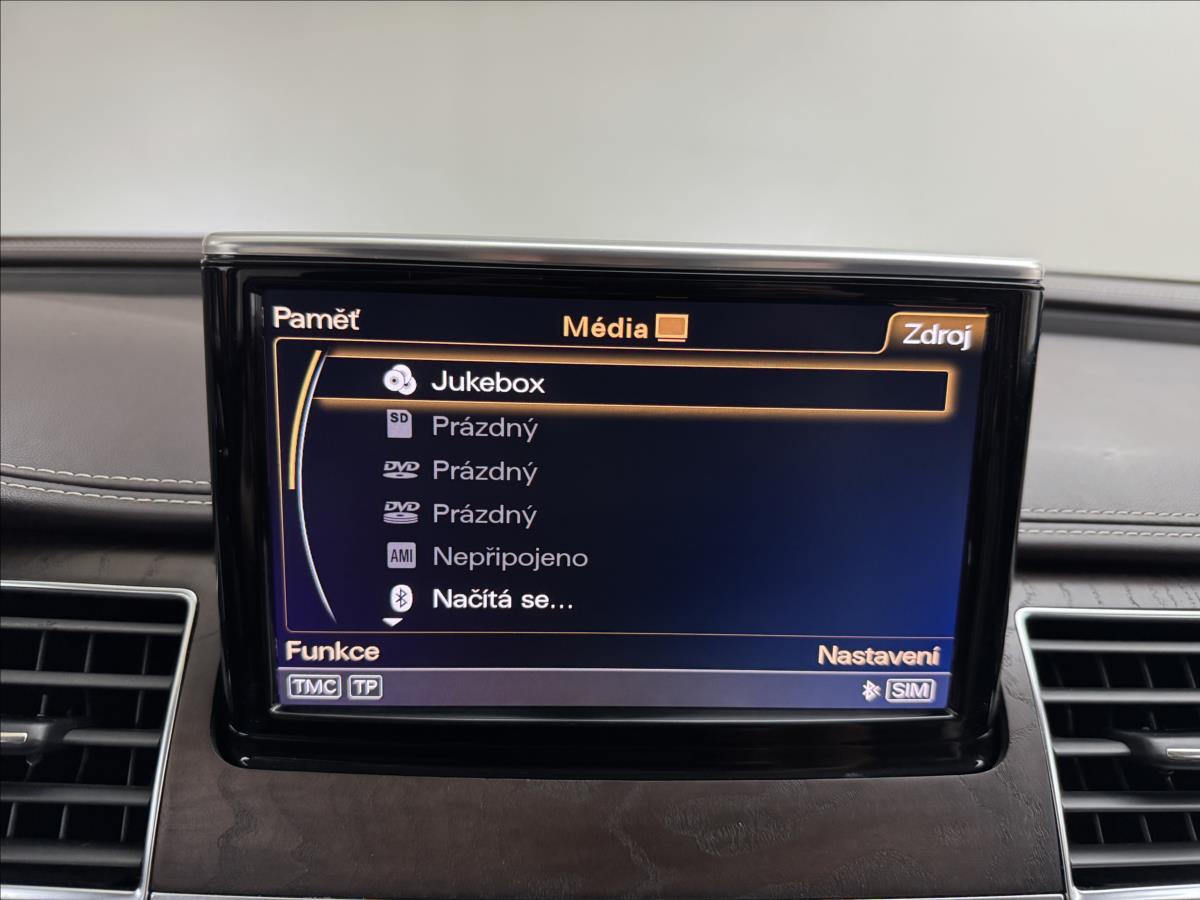 Paměť Média Zdroj
Jukebox
SD Prázdný
DVD Prázdný
DVD Prázdný
AMI Nepřipojeno
Načítá se...
Funkce Nastavení
TMC TP SIM